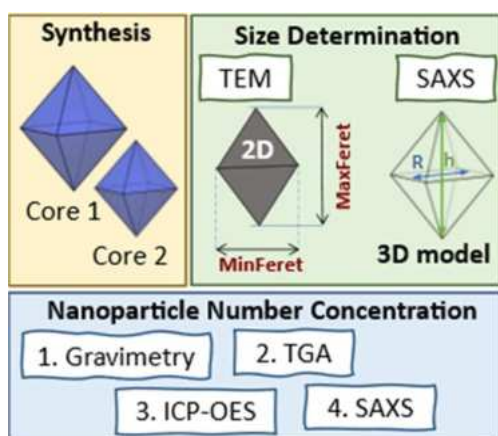 Synthesis
Core 1
Core 2
Size Determination
TEM
SAXS
2D
MaxFeret
MinFeret
R
h
3D model
Nanoparticle Number Concentration
1. Gravimetry
2. TGA
3. ICP-OES
4. SAXS